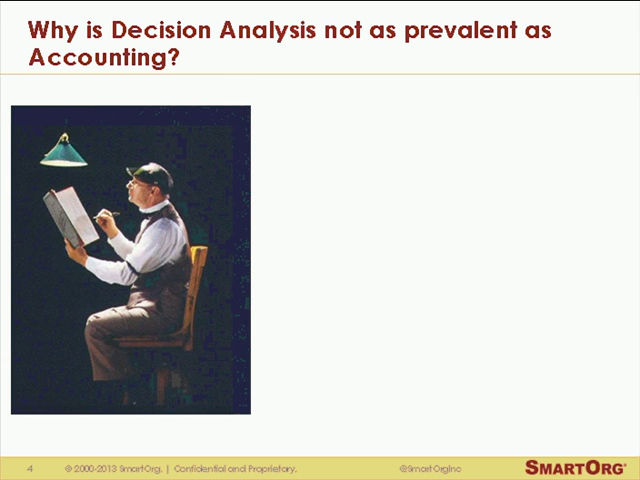 Why is Decision Analysis not as prevalent as
Accounting?
4 © 2000-2013 SmartOrg. | Confidential and Proprietary. @SmartOrgInc SMARTORG®